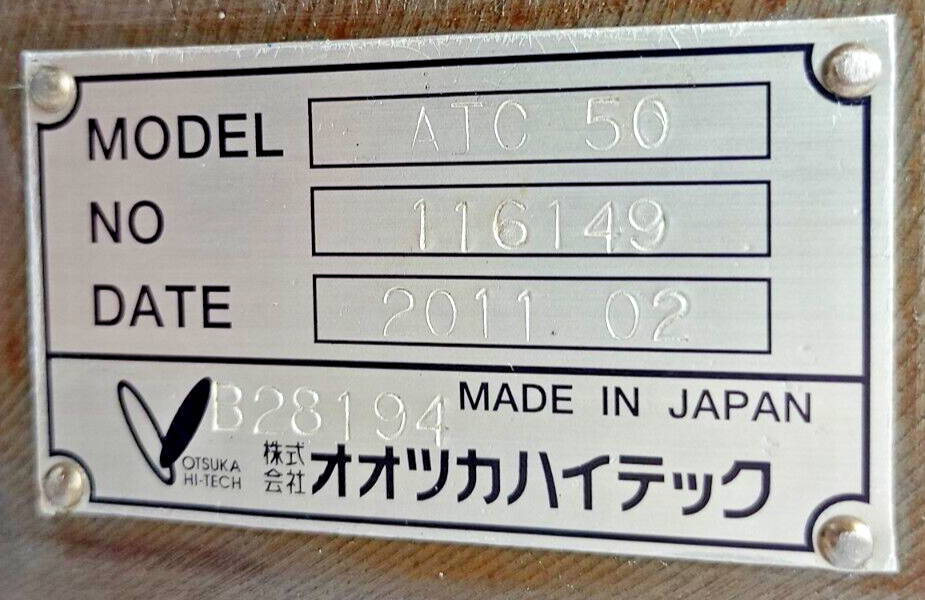 MODEL ATC 50
NO 116149
DATE 2011.02
B28194 MADE IN JAPAN
OTSUKA
HI-TECH
株式
会社
オオツカハイテック